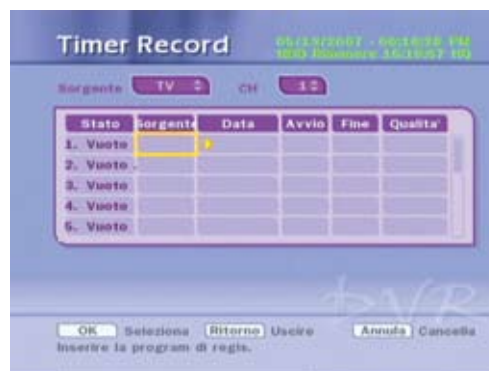 Timer Record
Sorgente TV CH 1
Stato Sorgente Data Avvio Fine Qualita'
1. Vuoto
2. Vuoto
3. Vuoto
4. Vuoto
5. Vuoto
DVR
OK Seleziona Ritorno Uscire Annulla Cancella
Inserire la program di regis.